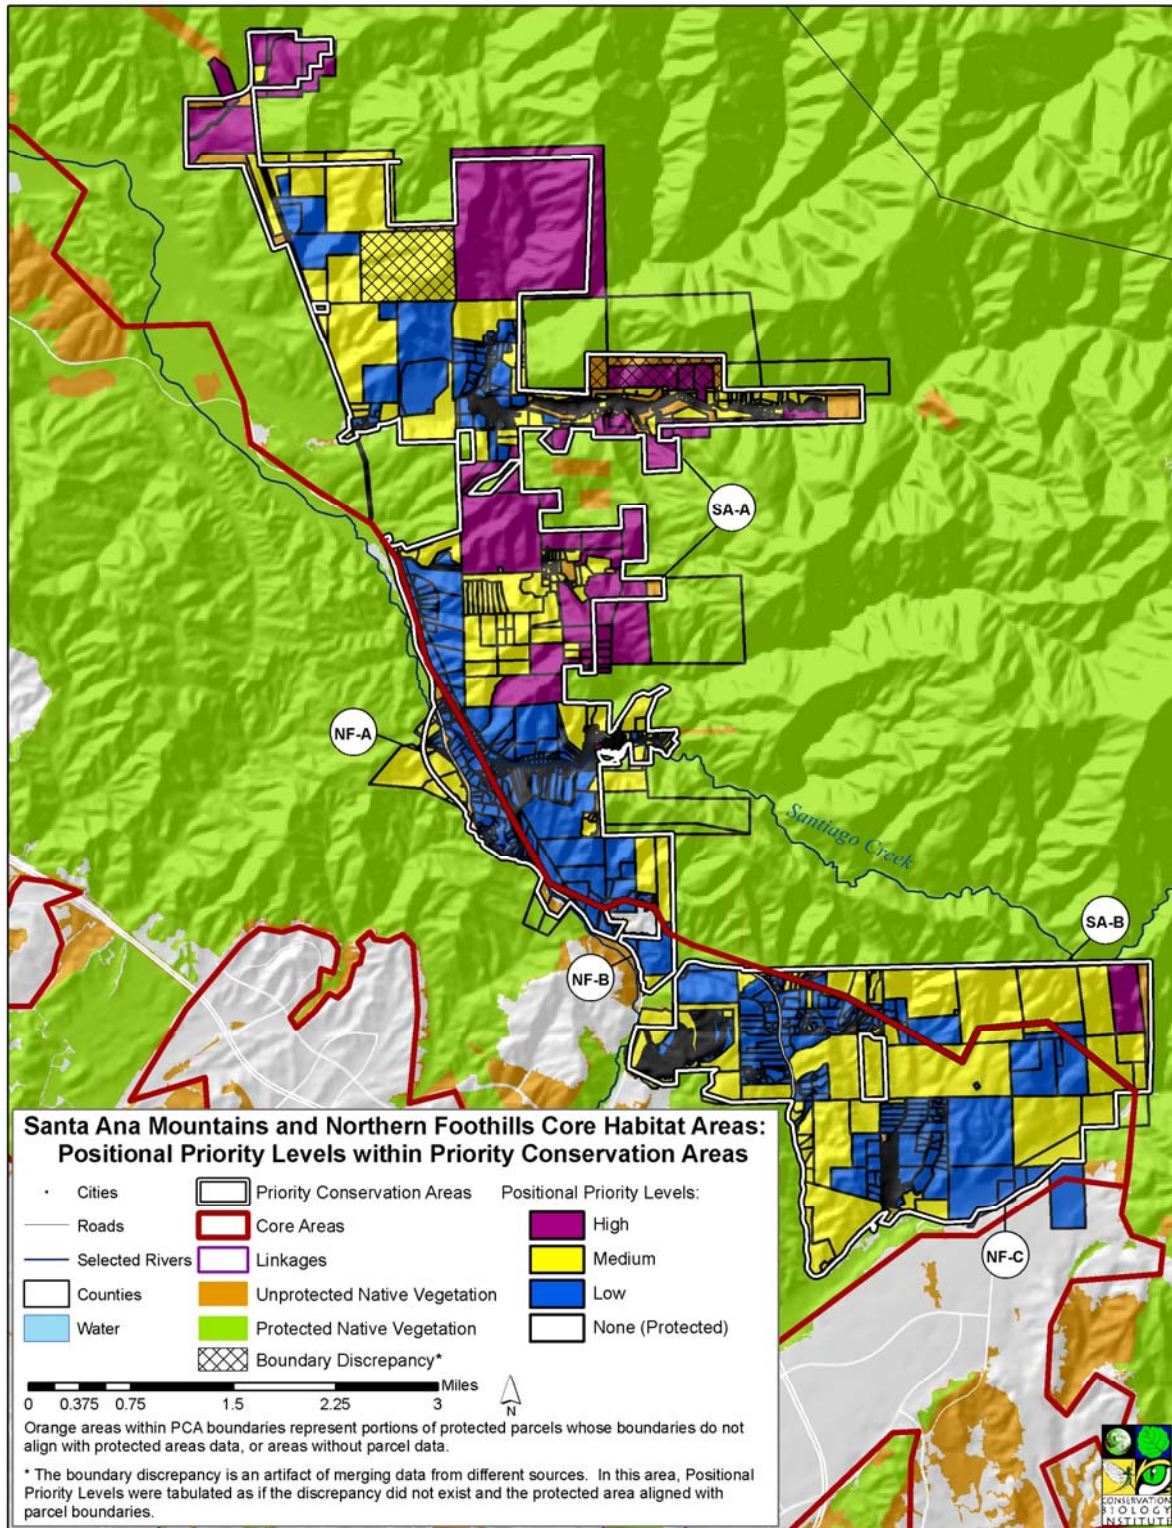 SA-A
NF-A
Santiago Creek
SA-B
NF-B
NF-C
Santa Ana Mountains and Northern Foothills Core Habitat Areas:
Positional Priority Levels within Priority Conservation Areas
Cities
Roads
Selected Rivers
Counties
Water
Priority Conservation Areas
Core Areas
Linkages
Unprotected Native Vegetation
Protected Native Vegetation
Boundary Discrepancy*
Positional Priority Levels:
High
Medium
Low
None (Protected)
Miles
0 0.375 0.75 1.5 2.25 3
N
Orange areas within PCA boundaries represent portions of protected parcels whose boundaries do not
align with protected areas data, or areas without parcel data.
* The boundary discrepancy is an artifact of merging data from different sources. In this area, Positional
Priority Levels were tabulated as if the discrepancy did not exist and the protected area aligned with
parcel boundaries.
CONSERVATION
BIOLOGY
INSTITUTE